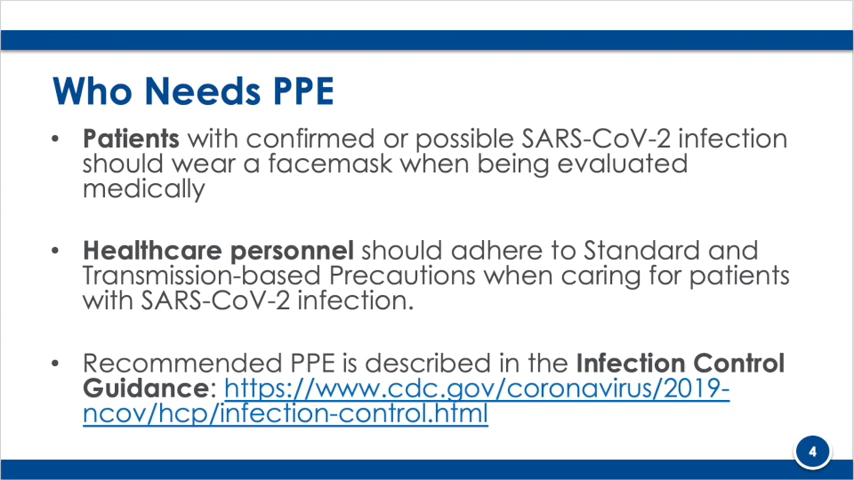 Who Needs PPE
• Patients with confirmed or possible SARS-CoV-2 infection
should wear a facemask when being evaluated
medically
• Healthcare personnel should adhere to Standard and
Transmission-based Precautions when caring for patients
with SARS-CoV-2 infection.
• Recommended PPE is described in the Infection Control
Guidance: https://www.cdc.gov/coronavirus/2019-
ncov/hcp/infection-control.html
4